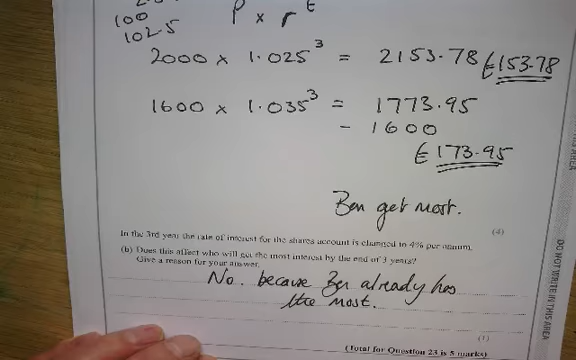 100
1025
P x r^t
2000 x 1.025^3 = 2153.78 £153.78
1600 x 1.035^3 = 1773.95
- 1600
£173.95
Ben get most.
(4)
In the 3rd year the rate of interest for the shares account is changed to 4% per annum.
(b) Does this affect who will get the most interest by the end of 3 years?
Give a reason for your answer.
No. because Ben already has
the most.
(1)
(Total for Question 23 is 5 marks)
DO NOT WRITE IN THIS AREA